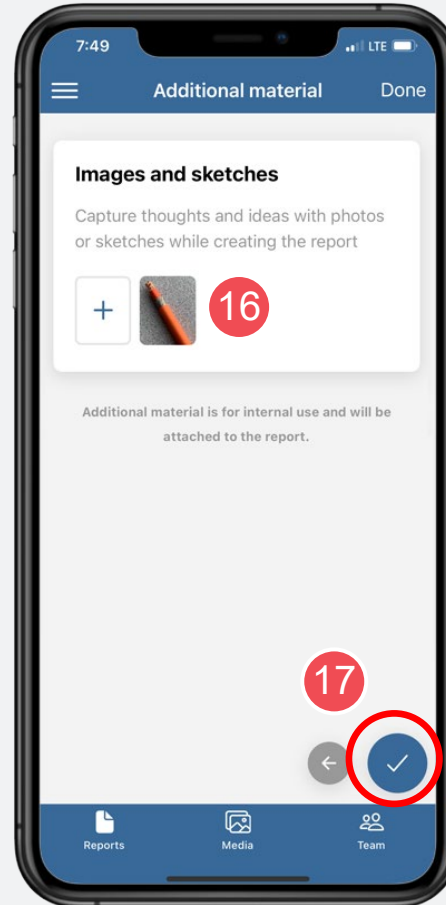 7:49 LTE
Additional material Done
Images and sketches
Capture thoughts and ideas with photos
or sketches while creating the report
+
16
Additional material is for internal use and will be
attached to the report.
17
Reports Media Team